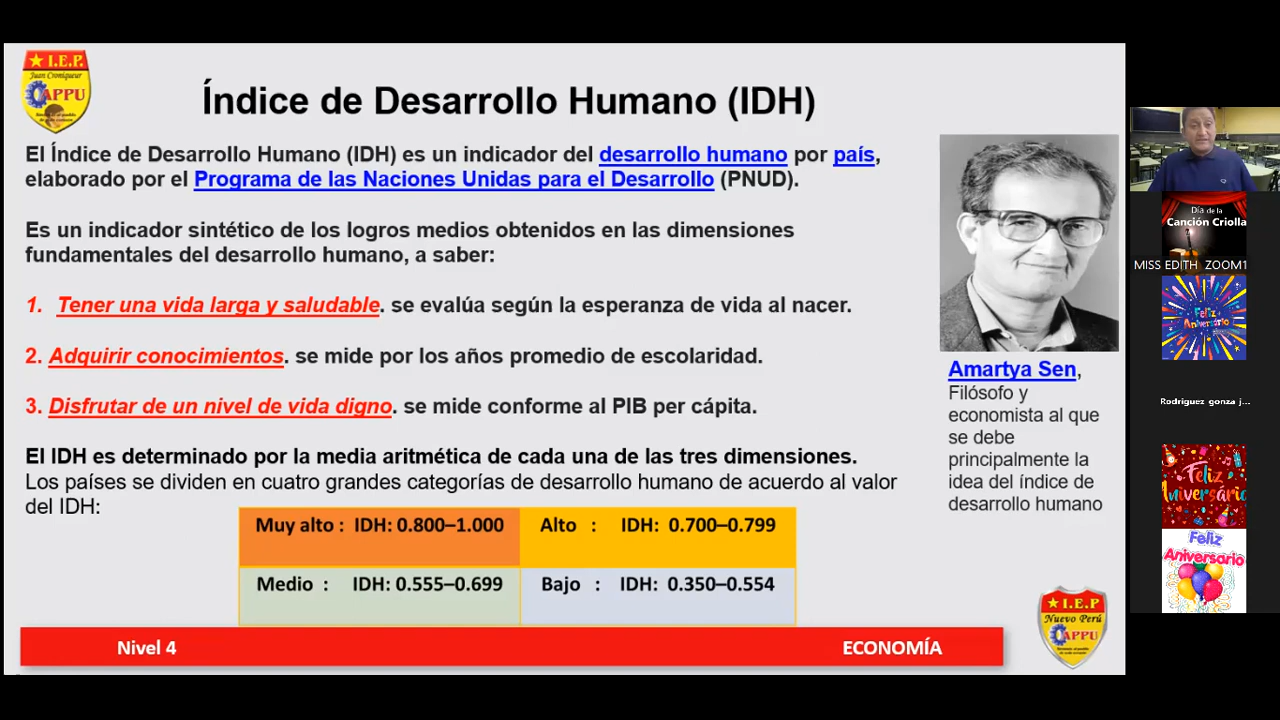 I.E.P.
Juan Croniqueur
CAPPU
Índice de Desarrollo Humano (IDH)
El Índice de Desarrollo Humano (IDH) es un indicador del desarrollo humano por país,
elaborado por el Programa de las Naciones Unidas para el Desarrollo (PNUD).
Es un indicador sintético de los logros medios obtenidos en las dimensiones
fundamentales del desarrollo humano, a saber:
1. Tener una vida larga y saludable. se evalúa según la esperanza de vida al nacer.
2. Adquirir conocimientos. se mide por los años promedio de escolaridad.
3. Disfrutar de un nivel de vida digno. se mide conforme al PIB per cápita.
El IDH es determinado por la media aritmética de cada una de las tres dimensiones.
Los países se dividen en cuatro grandes categorías de desarrollo humano de acuerdo al valor
del IDH:
Muy alto : IDH: 0.800–1.000
Alto : IDH: 0.700–0.799
Medio : IDH: 0.555–0.699
Bajo : IDH: 0.350–0.554
Amartya Sen,
Filósofo y
economista al que
se debe
principalmente la
idea del índice de
desarrollo humano
Nivel 4
ECONOMÍA
I.E.P
Nuevo Perú
CAPPU
Día de la
Canción Criolla
MISS EDITH ZOOM1
Feliz
Aniversario
Rodriguez gonza j...
Feliz
Aniversario
Feliz
Aniversario